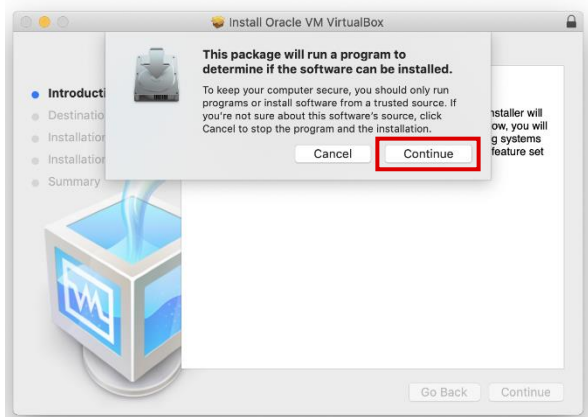 Install Oracle VM VirtualBox
This package will run a program to
determine if the software can be installed.
To keep your computer secure, you should only run
programs or install software from a trusted source. If
you're not sure about this software's source, click
Cancel to stop the program and the installation.
Cancel Continue
Introducti
Destinatio
Installation
Installation
Summary
nstaller will
ow, you will
g systems
feature set
Go Back Continue